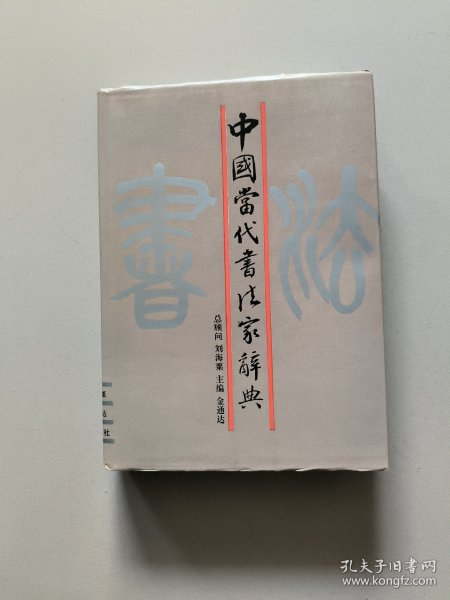 書法
中國當代書法家辭典
总顾问 刘海粟 主编 金通达
社
孔夫子旧书网
www.kongfz.com